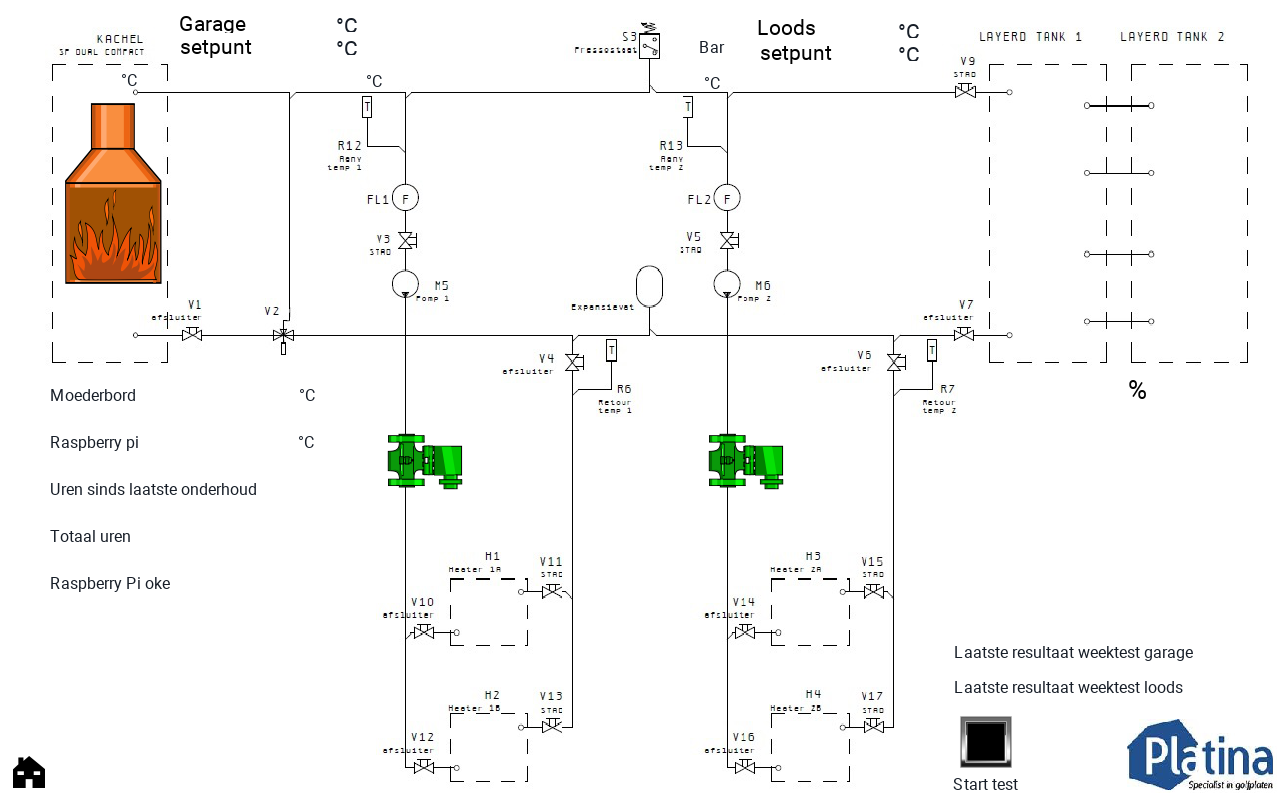 Garage
setpunt
°C
°C
Loods
setpunt
°C
°C
KACHEL
SP DUAL COMPACT
°C
S3
Pressostaat
Bar
°C
°C
V9
STAD
LAYERD TANK 1
LAYERD TANK 2
T
R12
Aanv
temp 1
T
R13
Aanv
temp 2
FL1
F
FL2
F
V3
STAD
V5
STAD
M5
Pomp 1
M6
Pomp 2
Expansievat
V1
afsluiter
V2
V7
afsluiter
V4
afsluiter
T
R6
Retour
temp 1
V6
afsluiter
T
R7
Retour
temp 2
%
Moederbord
°C
Raspberry pi
°C
Uren sinds laatste onderhoud
Totaal uren
Raspberry Pi oke
H1
Heater 1A
V11
STAD
V10
afsluiter
H3
Heater 2A
V15
STAD
V14
afsluiter
H2
Heater 1B
V13
STAD
V12
afsluiter
H4
Heater 2B
V17
STAD
V16
afsluiter
Laatste resultaat weektest garage
Laatste resultaat weektest loods
Start test
Platina
Specialist in golfplaten